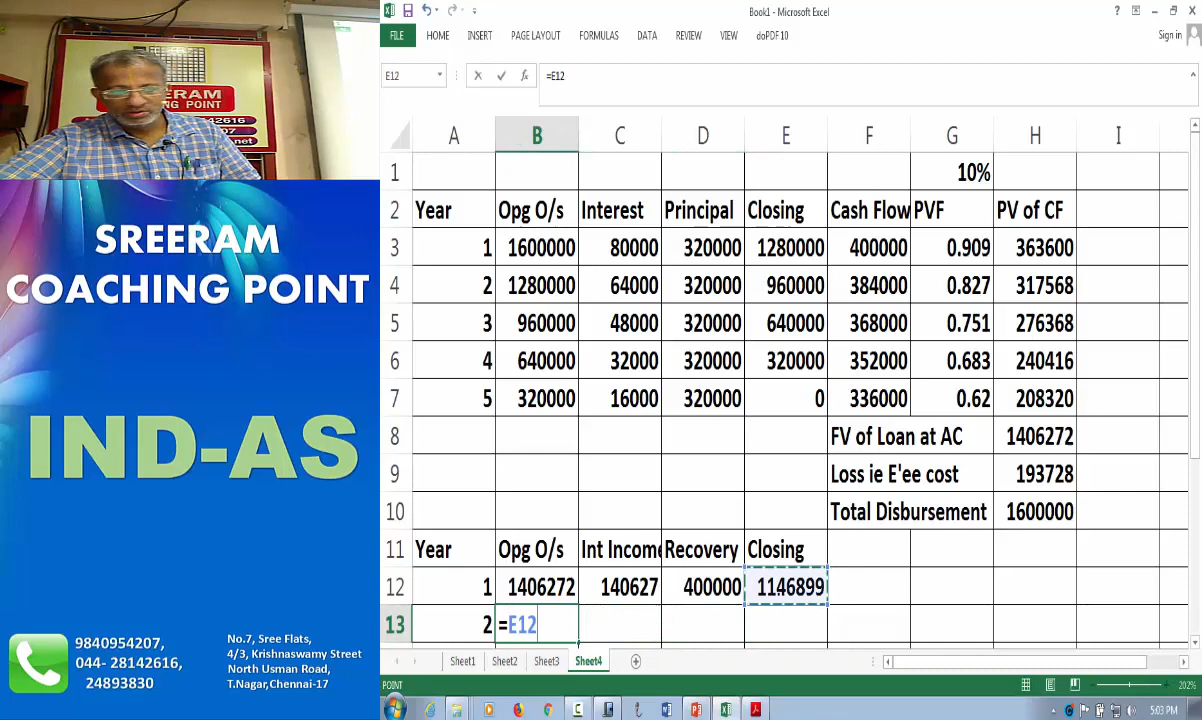 Book1 - Microsoft Excel
FILE HOME INSERT PAGE LAYOUT FORMULAS DATA REVIEW VIEW doPDF 10 Sign in
E12 fx =E12
A B C D E F G H I
1 10%
2 Year Opg O/s Interest Principal Closing Cash Flow PVF PV of CF
3 1 1600000 80000 320000 1280000 400000 0.909 363600
4 2 1280000 64000 320000 960000 384000 0.827 317568
5 3 960000 48000 320000 640000 368000 0.751 276368
6 4 640000 32000 320000 320000 352000 0.683 240416
7 5 320000 16000 320000 0 336000 0.62 208320
8 FV of Loan at AC 1406272
9 Loss ie E'ee cost 193728
10 Total Disbursement 1600000
11 Year Opg O/s Int Income Recovery Closing
12 1 1406272 140627 400000 1146899
13 2 =E12
Sheet1 Sheet2 Sheet3 Sheet4
POINT 202%
5:03 PM
SREERAM
COACHING POINT
IND-AS
9840954207,
044- 28142616,
24893830
No.7, Sree Flats,
4/3, Krishnaswamy Street
North Usman Road,
T.Nagar,Chennai-17